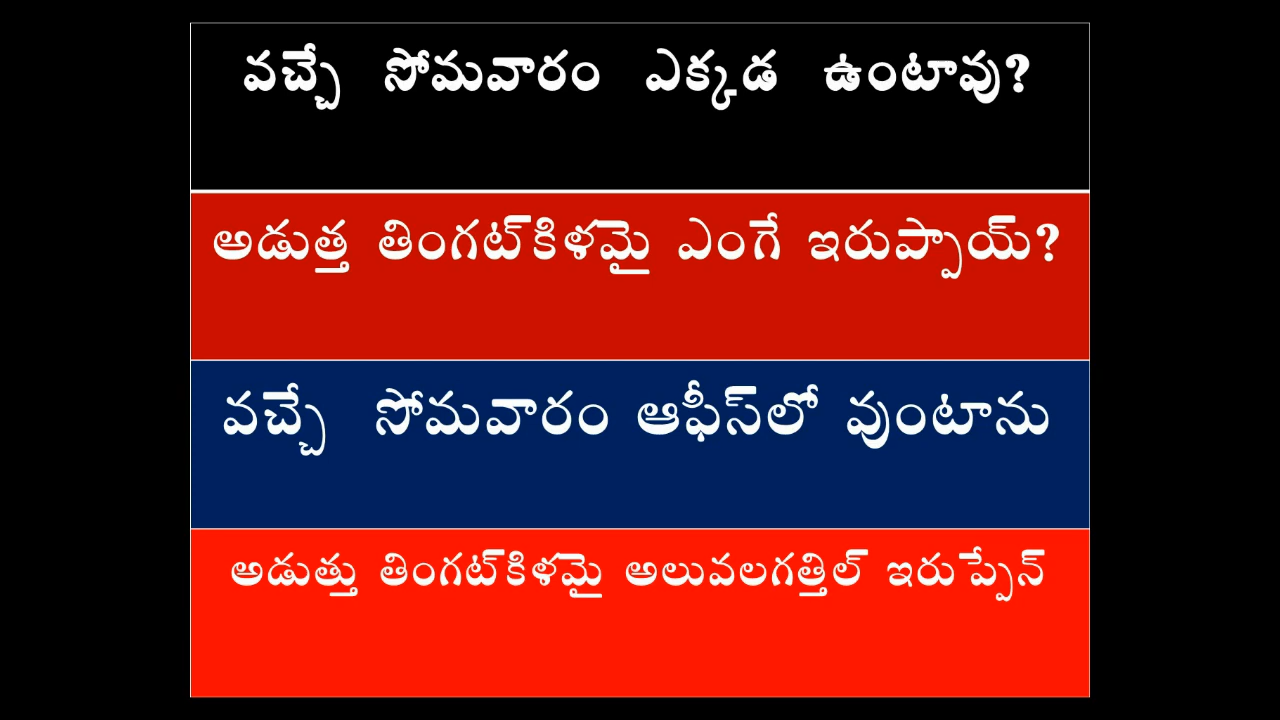 వచ్చే సోమవారం ఎక్కడ ఉంటావు?
అడుత్త తింగట్‌కిళమై ఎంగే ఇరుప్పాయ్?
వచ్చే సోమవారం ఆఫీస్‌లో వుంటాను
అడుత్తు తింగట్‌కిళమై అలువలగత్తిల్ ఇరుప్పేన్